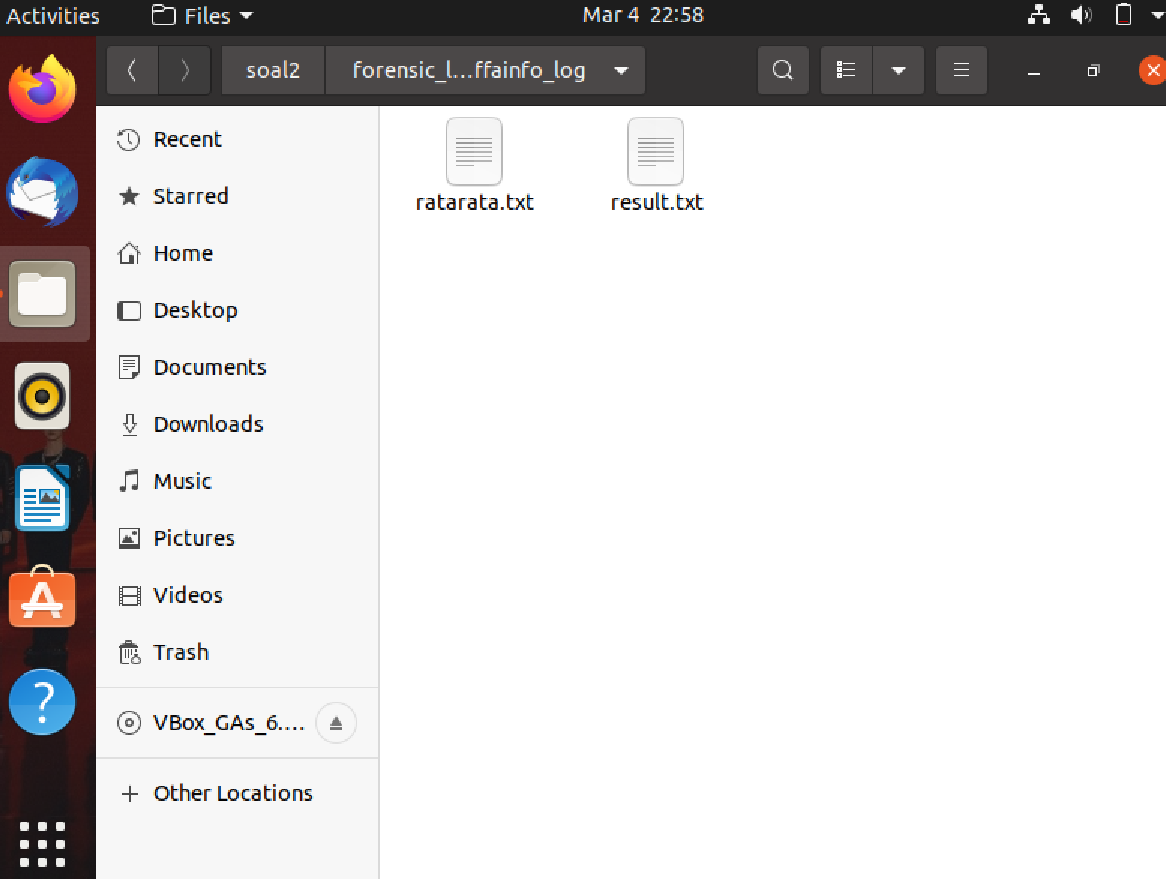 Activities Files Mar 4 22:58
soal2 forensic_l...ffainfo_log
Recent
Starred
Home
Desktop
Documents
Downloads
Music
Pictures
Videos
Trash
VBox_GAs_6....
Other Locations
ratarata.txt result.txt